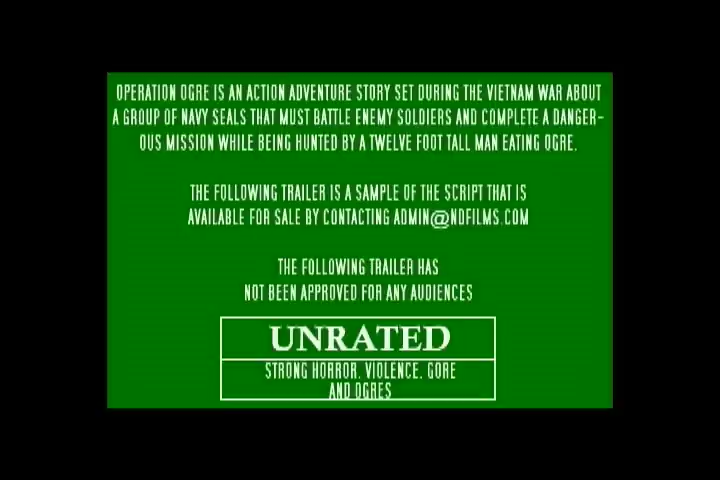 OPERATION OGRE IS AN ACTION ADVENTURE STORY SET DURING THE VIETNAM WAR ABOUT
A GROUP OF NAVY SEALS THAT MUST BATTLE ENEMY SOLDIERS AND COMPLETE A DANGER-
OUS MISSION WHILE BEING HUNTED BY A TWELVE FOOT TALL MAN EATING OGRE.
THE FOLLOWING TRAILER IS A SAMPLE OF THE SCRIPT THAT IS
AVAILABLE FOR SALE BY CONTACTING ADMIN@NDFILMS.COM
THE FOLLOWING TRAILER HAS
NOT BEEN APPROVED FOR ANY AUDIENCES
UNRATED
STRONG HORROR, VIOLENCE, GORE
AND OGRES